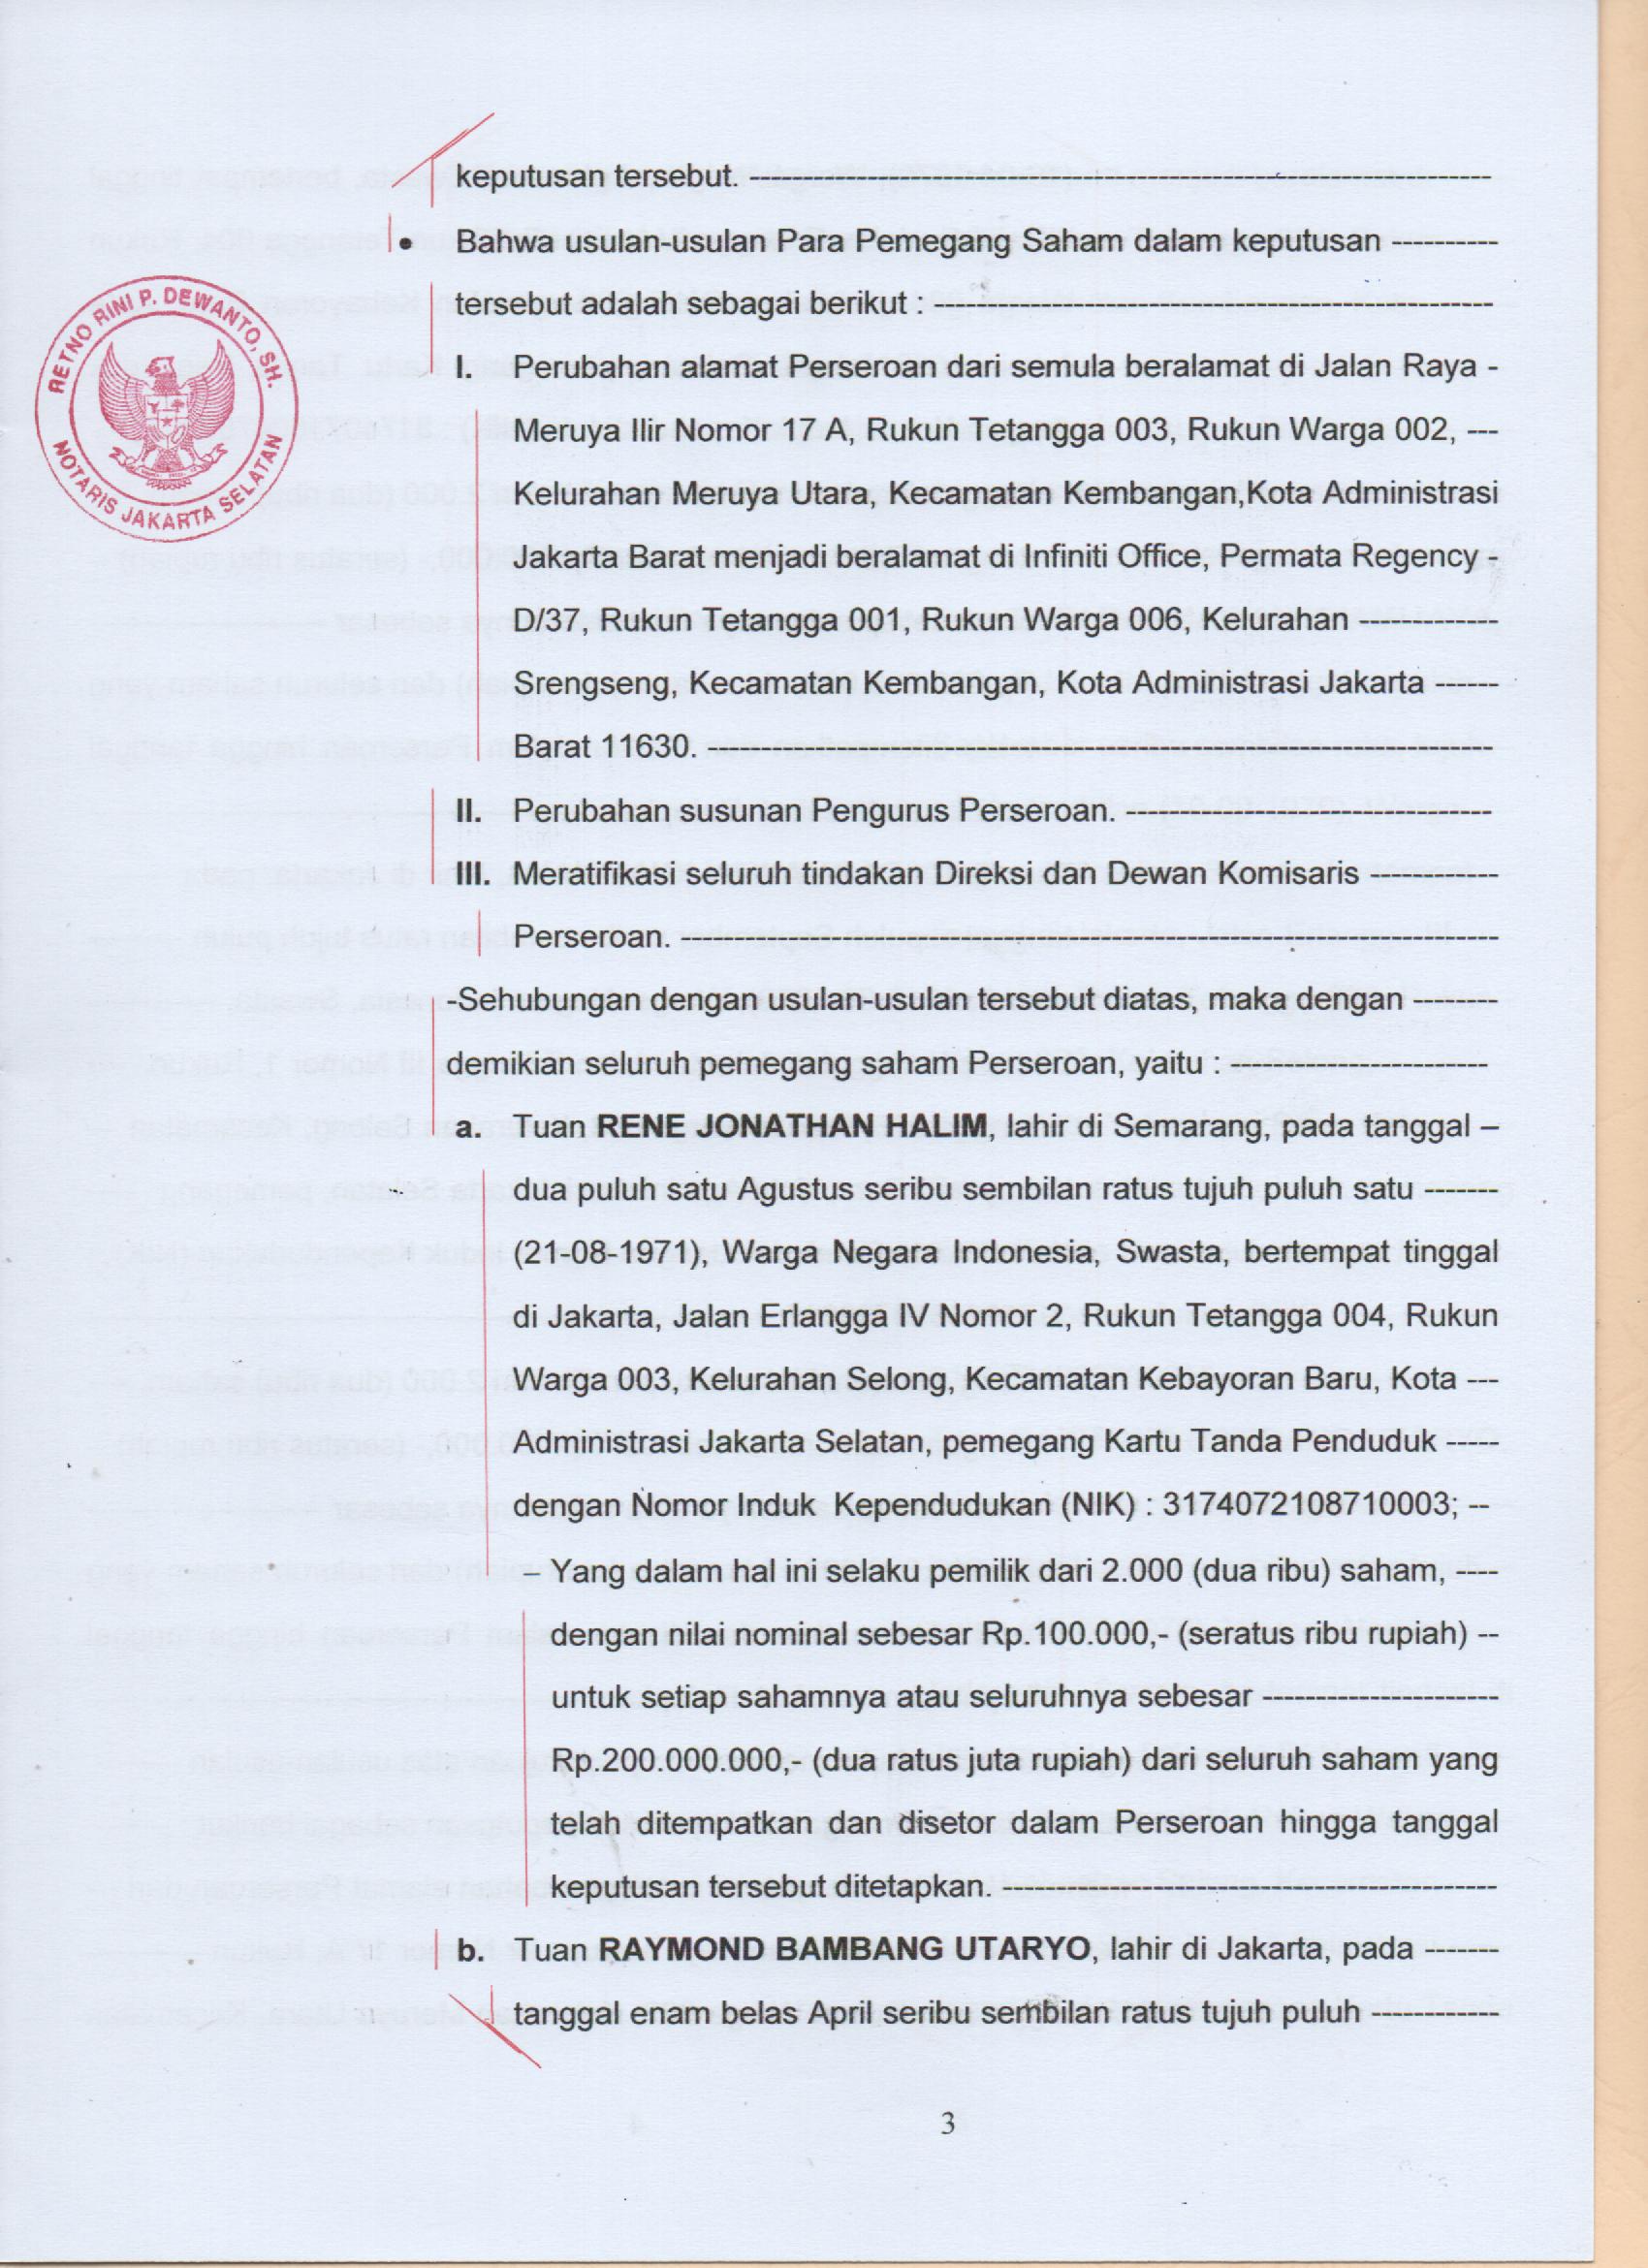 keputusan tersebut. ------------------------------------------------------------
• Bahwa usulan-usulan Para Pemegang Saham dalam keputusan ----------
tersebut adalah sebagai berikut : ----------------------------------------------
I. Perubahan alamat Perseroan dari semula beralamat di Jalan Raya -
Meruya Ilir Nomor 17 A, Rukun Tetangga 003, Rukun Warga 002, ---
Kelurahan Meruya Utara, Kecamatan Kembangan,Kota Administrasi
Jakarta Barat menjadi beralamat di Infiniti Office, Permata Regency -
D/37, Rukun Tetangga 001, Rukun Warga 006, Kelurahan -------------
Srengseng, Kecamatan Kembangan, Kota Administrasi Jakarta -------
Barat 11630. ----------------------------------------------------------------
II. Perubahan susunan Pengurus Perseroan. ------------------------------
III. Meratifikasi seluruh tindakan Direksi dan Dewan Komisaris ------------
Perseroan. --------------------------------------------------------------------
-Sehubungan dengan usulan-usulan tersebut diatas, maka dengan --------
demikian seluruh pemegang saham Perseroan, yaitu : ----------------------
a. Tuan RENE JONATHAN HALIM, lahir di Semarang, pada tanggal –
dua puluh satu Agustus seribu sembilan ratus tujuh puluh satu -------
(21-08-1971), Warga Negara Indonesia, Swasta, bertempat tinggal
di Jakarta, Jalan Erlangga IV Nomor 2, Rukun Tetangga 004, Rukun
Warga 003, Kelurahan Selong, Kecamatan Kebayoran Baru, Kota ---
Administrasi Jakarta Selatan, pemegang Kartu Tanda Penduduk -----
dengan Nomor Induk Kependudukan (NIK) : 3174072108710003; --
– Yang dalam hal ini selaku pemilik dari 2.000 (dua ribu) saham, ----
dengan nilai nominal sebesar Rp.100.000,- (seratus ribu rupiah) --
untuk setiap sahamnya atau seluruhnya sebesar --------------------
Rp.200.000.000,- (dua ratus juta rupiah) dari seluruh saham yang
telah ditempatkan dan disetor dalam Perseroan hingga tanggal
keputusan tersebut ditetapkan. ------------------------------------------
b. Tuan RAYMOND BAMBANG UTARYO, lahir di Jakarta, pada -------
tanggal enam belas April seribu sembilan ratus tujuh puluh ------------
3
RETNO RINI P. DEWANTO, SH.
NOTARIS JAKARTA SELATAN